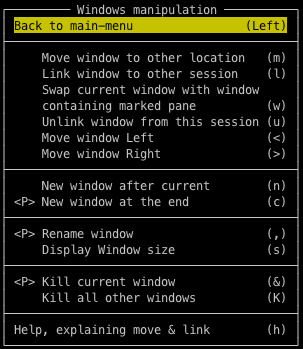 Windows manipulation
Back to main-menu (Left)
Move window to other location (m)
Link window to other session (l)
Swap current window with window
containing marked pane (w)
Unlink window from this session (u)
Move window Left (<)
Move window Right (>)
New window after current (n)
<P> New window at the end (c)
<P> Rename window (,)
Display Window size (s)
<P> Kill current window (&)
Kill all other windows (K)
Help, explaining move & link (h)